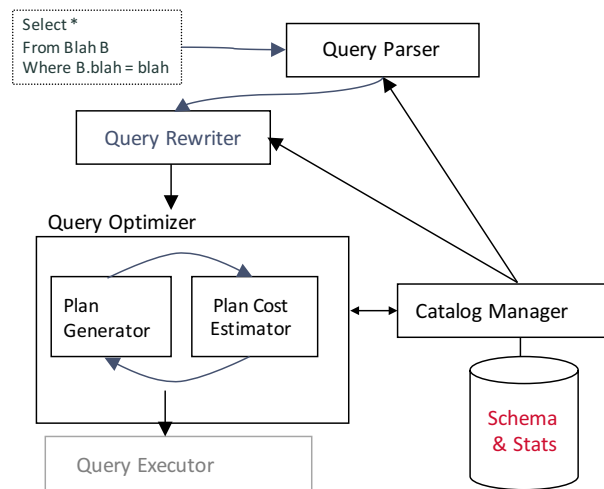 Select *
From Blah B
Where B.blah = blah
Query Parser
Query Rewriter
Query Optimizer
Plan
Generator
Plan Cost
Estimator
Catalog Manager
Schema
& Stats
Query Executor